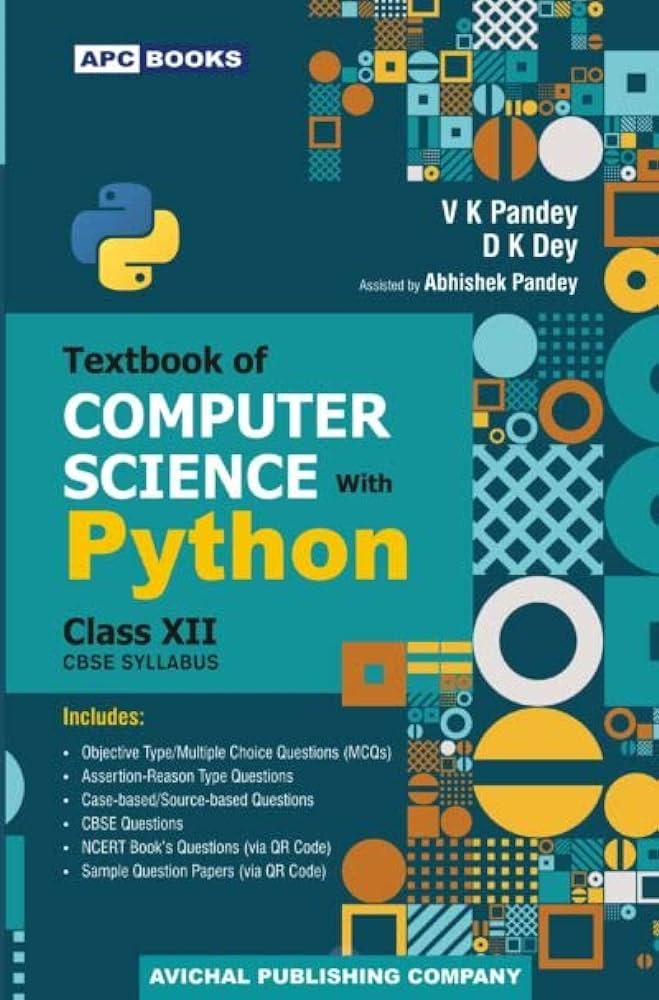 APC BOOKS
V K Pandey
D K Dey
Assisted by Abhishek Pandey
Textbook of
COMPUTER
SCIENCE With
Python
Class XII
CBSE SYLLABUS
Includes:
• Objective Type/Multiple Choice Questions (MCQs)
• Assertion-Reason Type Questions
• Case-based/Source-based Questions
• CBSE Questions
• NCERT Book's Questions (via QR Code)
• Sample Question Papers (via QR Code)
AVICHAL PUBLISHING COMPANY